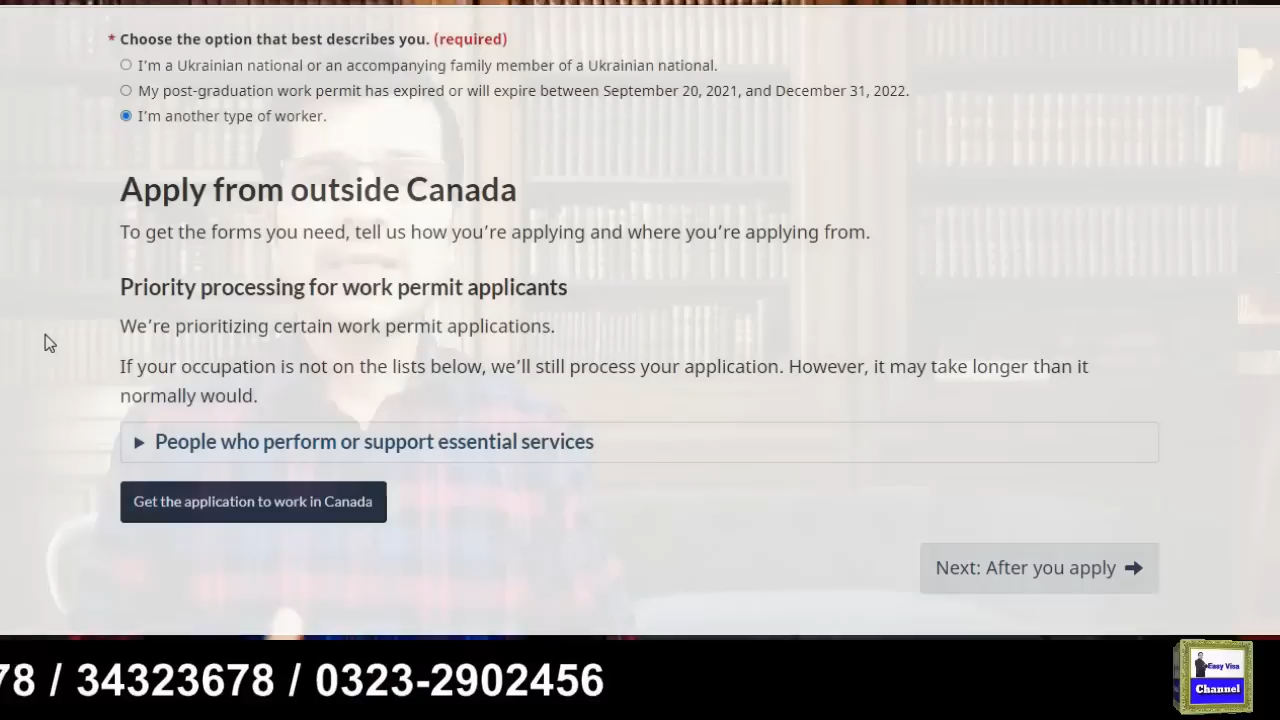 * Choose the option that best describes you. (required)
I'm a Ukrainian national or an accompanying family member of a Ukrainian national.
My post-graduation work permit has expired or will expire between September 20, 2021, and December 31, 2022.
I'm another type of worker.
Apply from outside Canada
To get the forms you need, tell us how you're applying and where you're applying from.
Priority processing for work permit applicants
We're prioritizing certain work permit applications.
If your occupation is not on the lists below, we'll still process your application. However, it may take longer than it
normally would.
People who perform or support essential services
Get the application to work in Canada
Next: After you apply
78 / 34323678 / 0323-2902456
Easy Visa
Channel